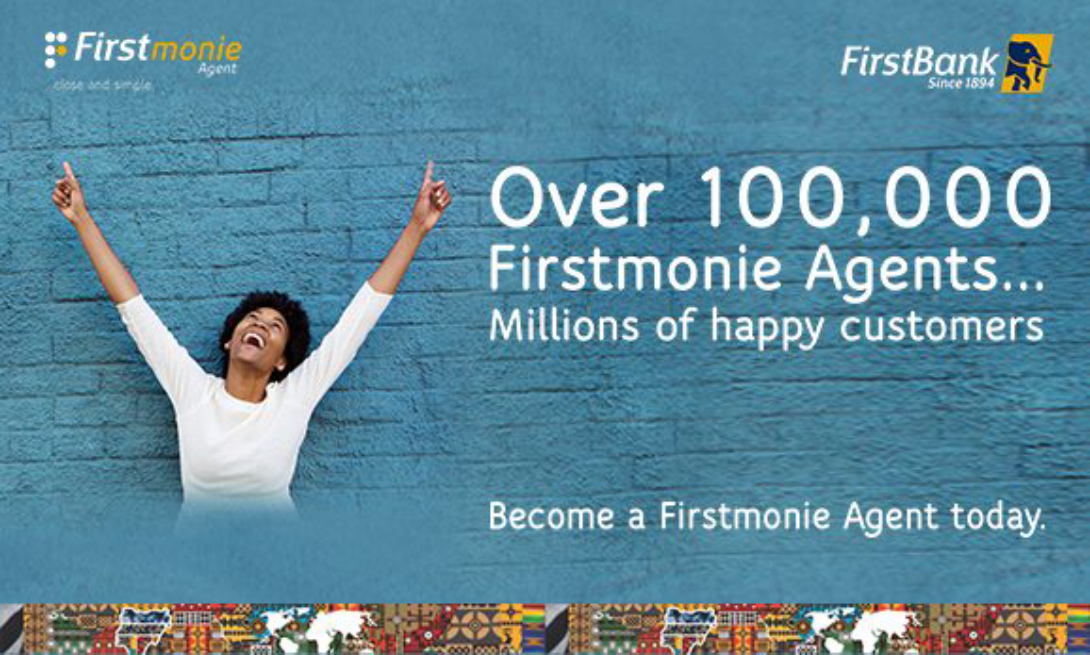 Firstmonie
Agent
close and simple
FirstBank
Since 1894
Over 100,000
Firstmonie Agents...
Millions of happy customers
Become a Firstmonie Agent today.